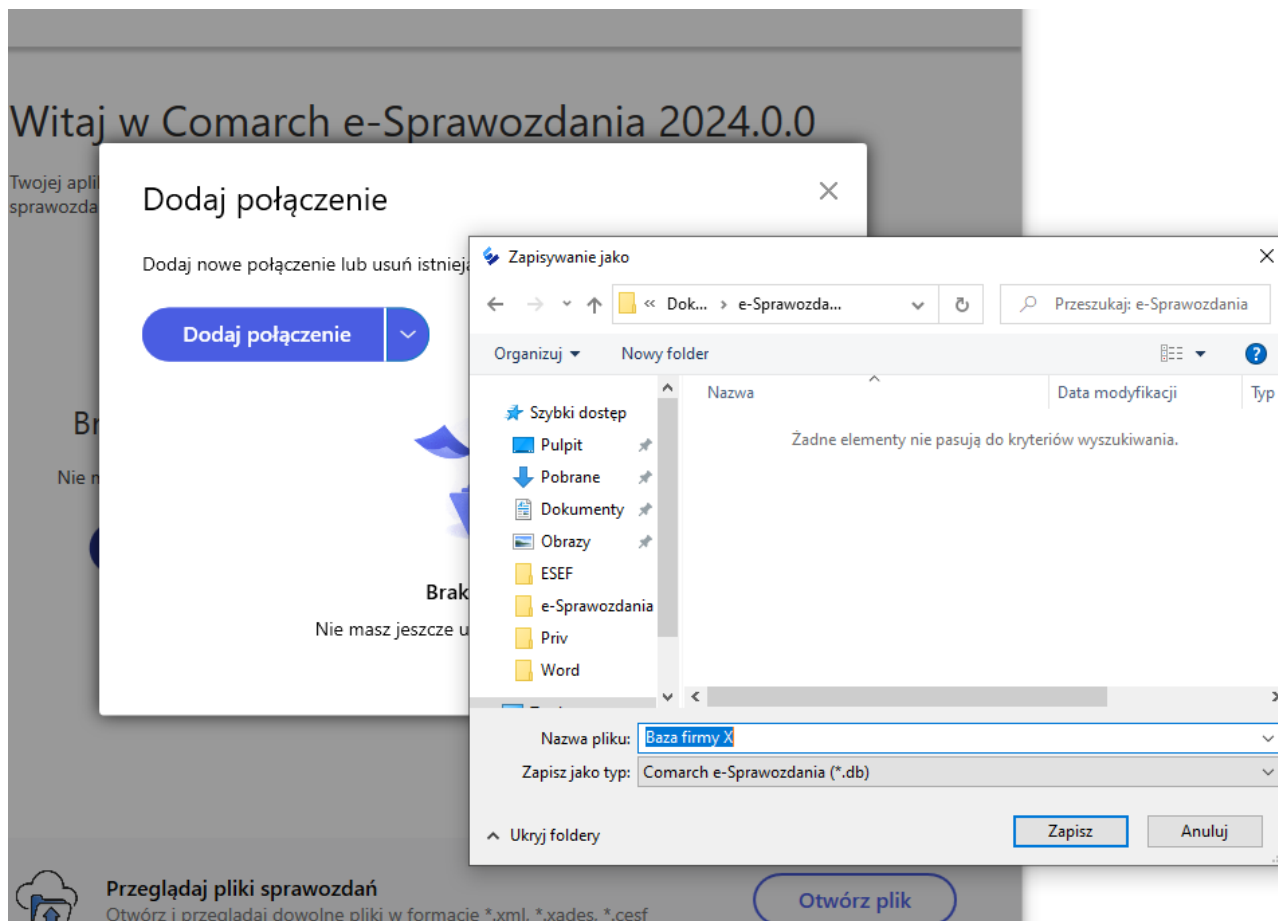 Witaj w Comarch e-Sprawozdania 2024.0.0
Twojej apli
sprawozda
Dodaj połączenie
Dodaj nowe połączenie lub usuń istnieją
Dodaj połączenie
Br
Nie m
Brak
Nie masz jeszcze u
Zapisywanie jako
« Dok... › e-Sprawozda...
Przeszukaj: e-Sprawozdania
Organizuj
Nowy folder
Nazwa
Data modyfikacji
Typ
Żadne elementy nie pasują do kryteriów wyszukiwania.
Szybki dostęp
Pulpit
Pobrane
Dokumenty
Obrazy
ESEF
e-Sprawozdania
Priv
Word
Nazwa pliku: Baza firmy X
Zapisz jako typ: Comarch e-Sprawozdania (*.db)
Ukryj foldery
Zapisz
Anuluj
Przeglądaj pliki sprawozdań
Otwórz i przeglądaj dowolne pliki w formacie *.xml, *.xades, *.cesf
Otwórz plik